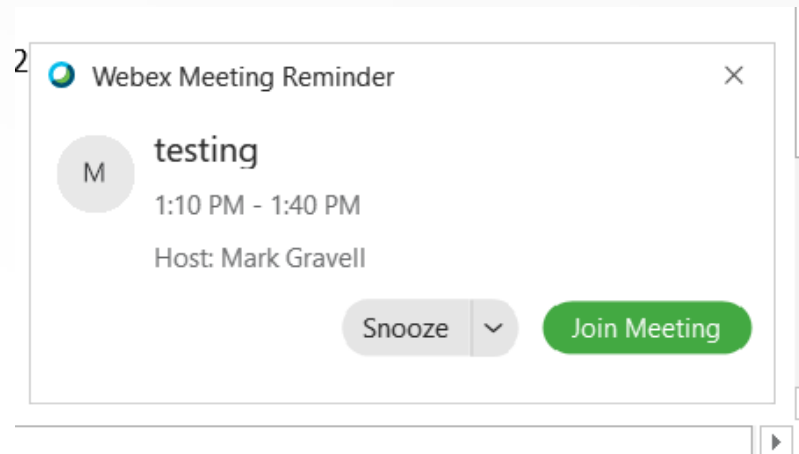 2
Webex Meeting Reminder
M
testing
1:10 PM - 1:40 PM
Host: Mark Gravell
Snooze
Join Meeting